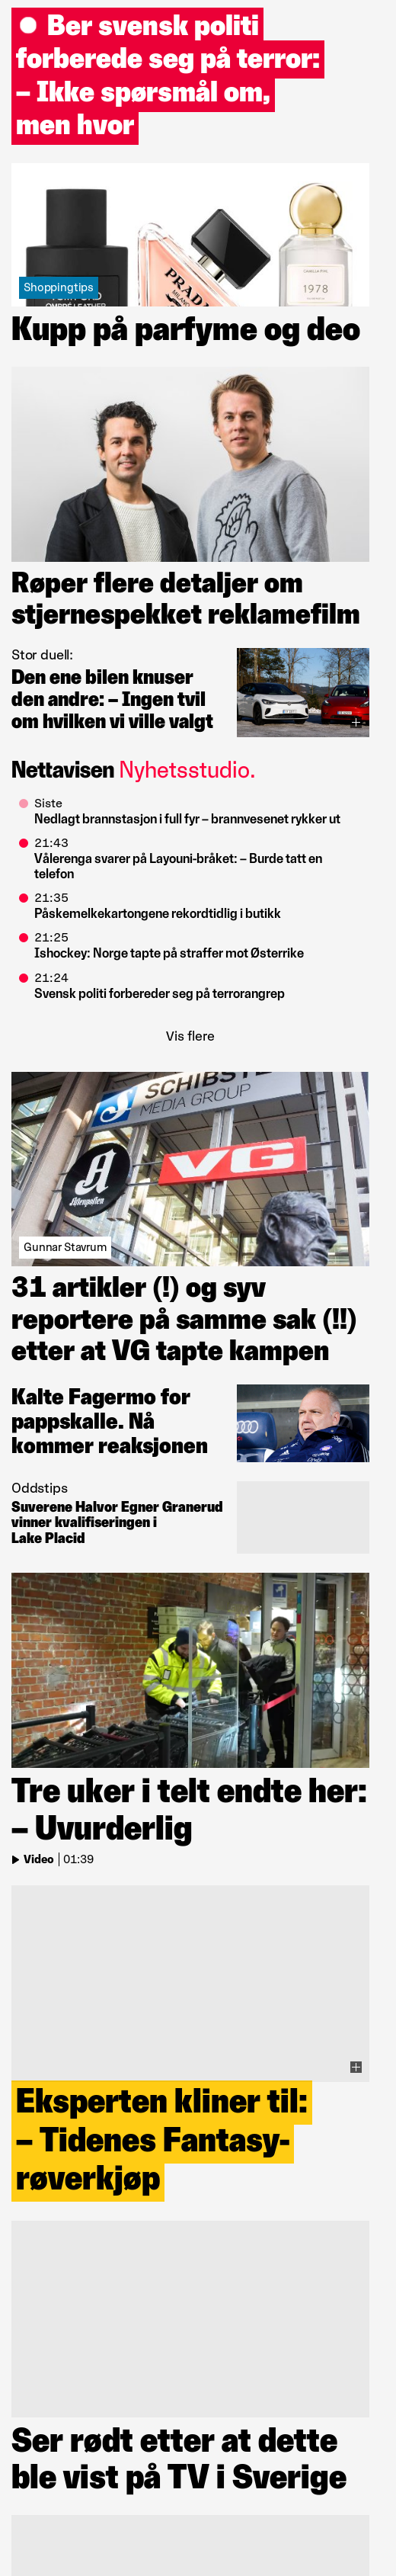 Ber svensk politi
forberede seg på terror:
– Ikke spørsmål om,
men hvor
PRADA
MILANO
1978
Shoppingtips
OMBRÉ LEATHER
Kupp på parfyme og deo
Røper flere detaljer om
stjernespekket reklamefilm
Stor duell:
Den ene bilen knuser
den andre: – Ingen tvil
om hvilken vi ville valgt
Nettavisen Nyhetsstudio.
Siste
Nedlagt brannstasjon i full fyr – brannvesenet rykker ut
21:43
Vålerenga svarer på Layouni-bråket: – Burde tatt en
telefon
21:35
Påskemelkekartongene rekordtidlig i butikk
21:25
Ishockey: Norge tapte på straffer mot Østerrike
21:24
Svensk politi forbereder seg på terrorangrep
Vis flere
SCHIBSTED
MEDIA GROUP
VG
Aftenposten
Gunnar Stavrum
31 artikler (!) og syv
reportere på samme sak (!!)
etter at VG tapte kampen
Kalte Fagermo for
pappskalle. Nå
kommer reaksjonen
Oddstips
Suverene Halvor Egner Granerud
vinner kvalifiseringen i
Lake Placid
Tre uker i telt endte her:
– Uvurderlig
Video | 01:39
Eksperten kliner til:
– Tidenes Fantasy-
røverkjøp
Ser rødt etter at dette
ble vist på TV i Sverige